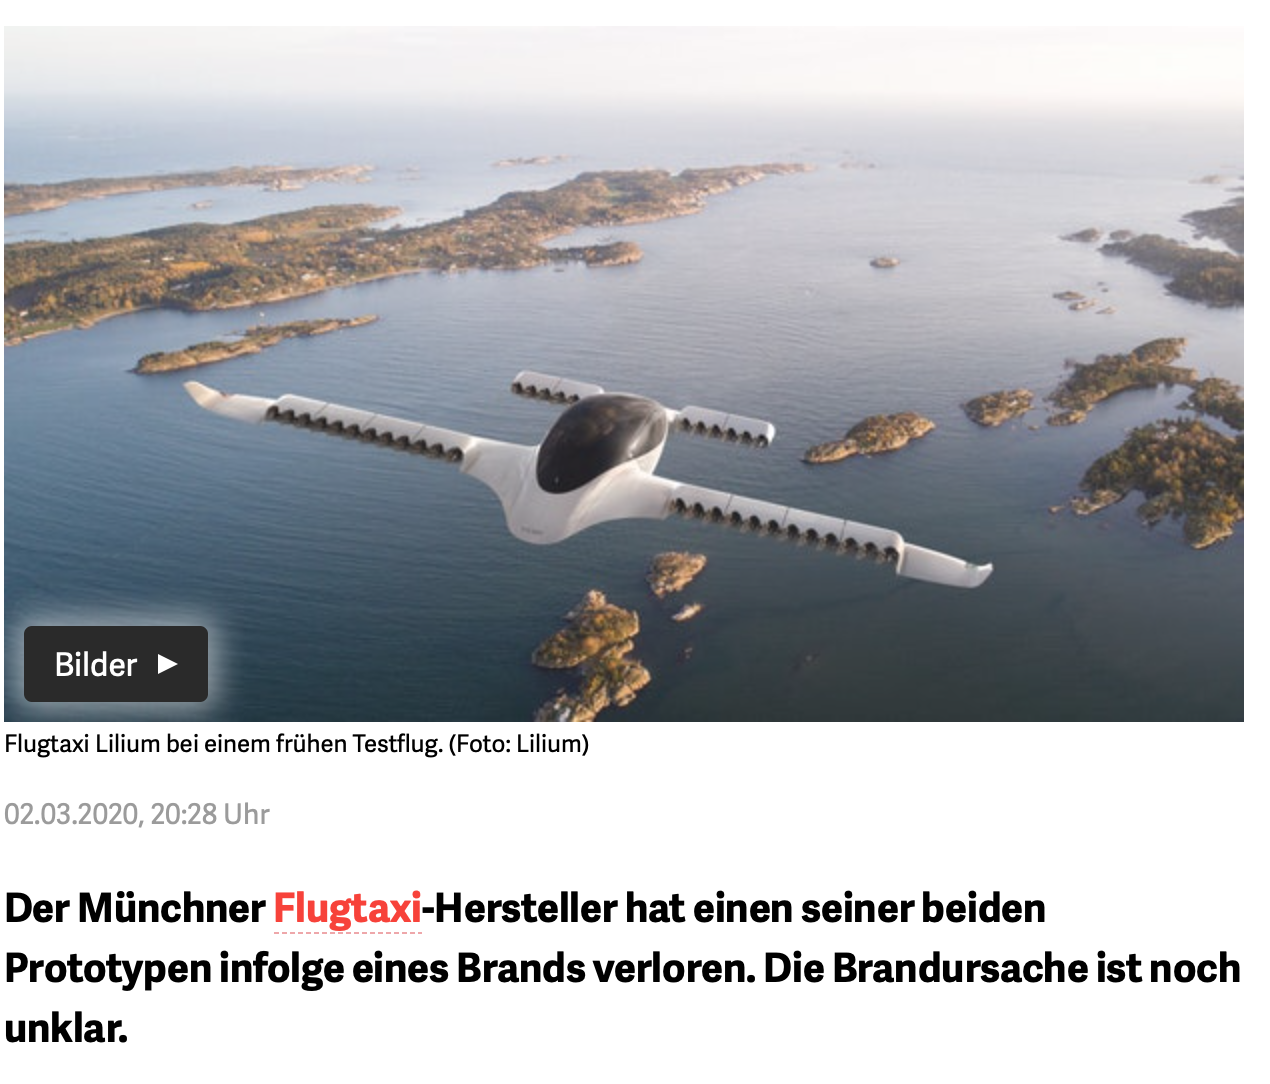 Bilder
Flugtaxi Lilium bei einem frühen Testflug. (Foto: Lilium)
02.03.2020, 20:28 Uhr
Der Münchner Flugtaxi-Hersteller hat einen seiner beiden
Prototypen infolge eines Brands verloren. Die Brandursache ist noch
unklar.